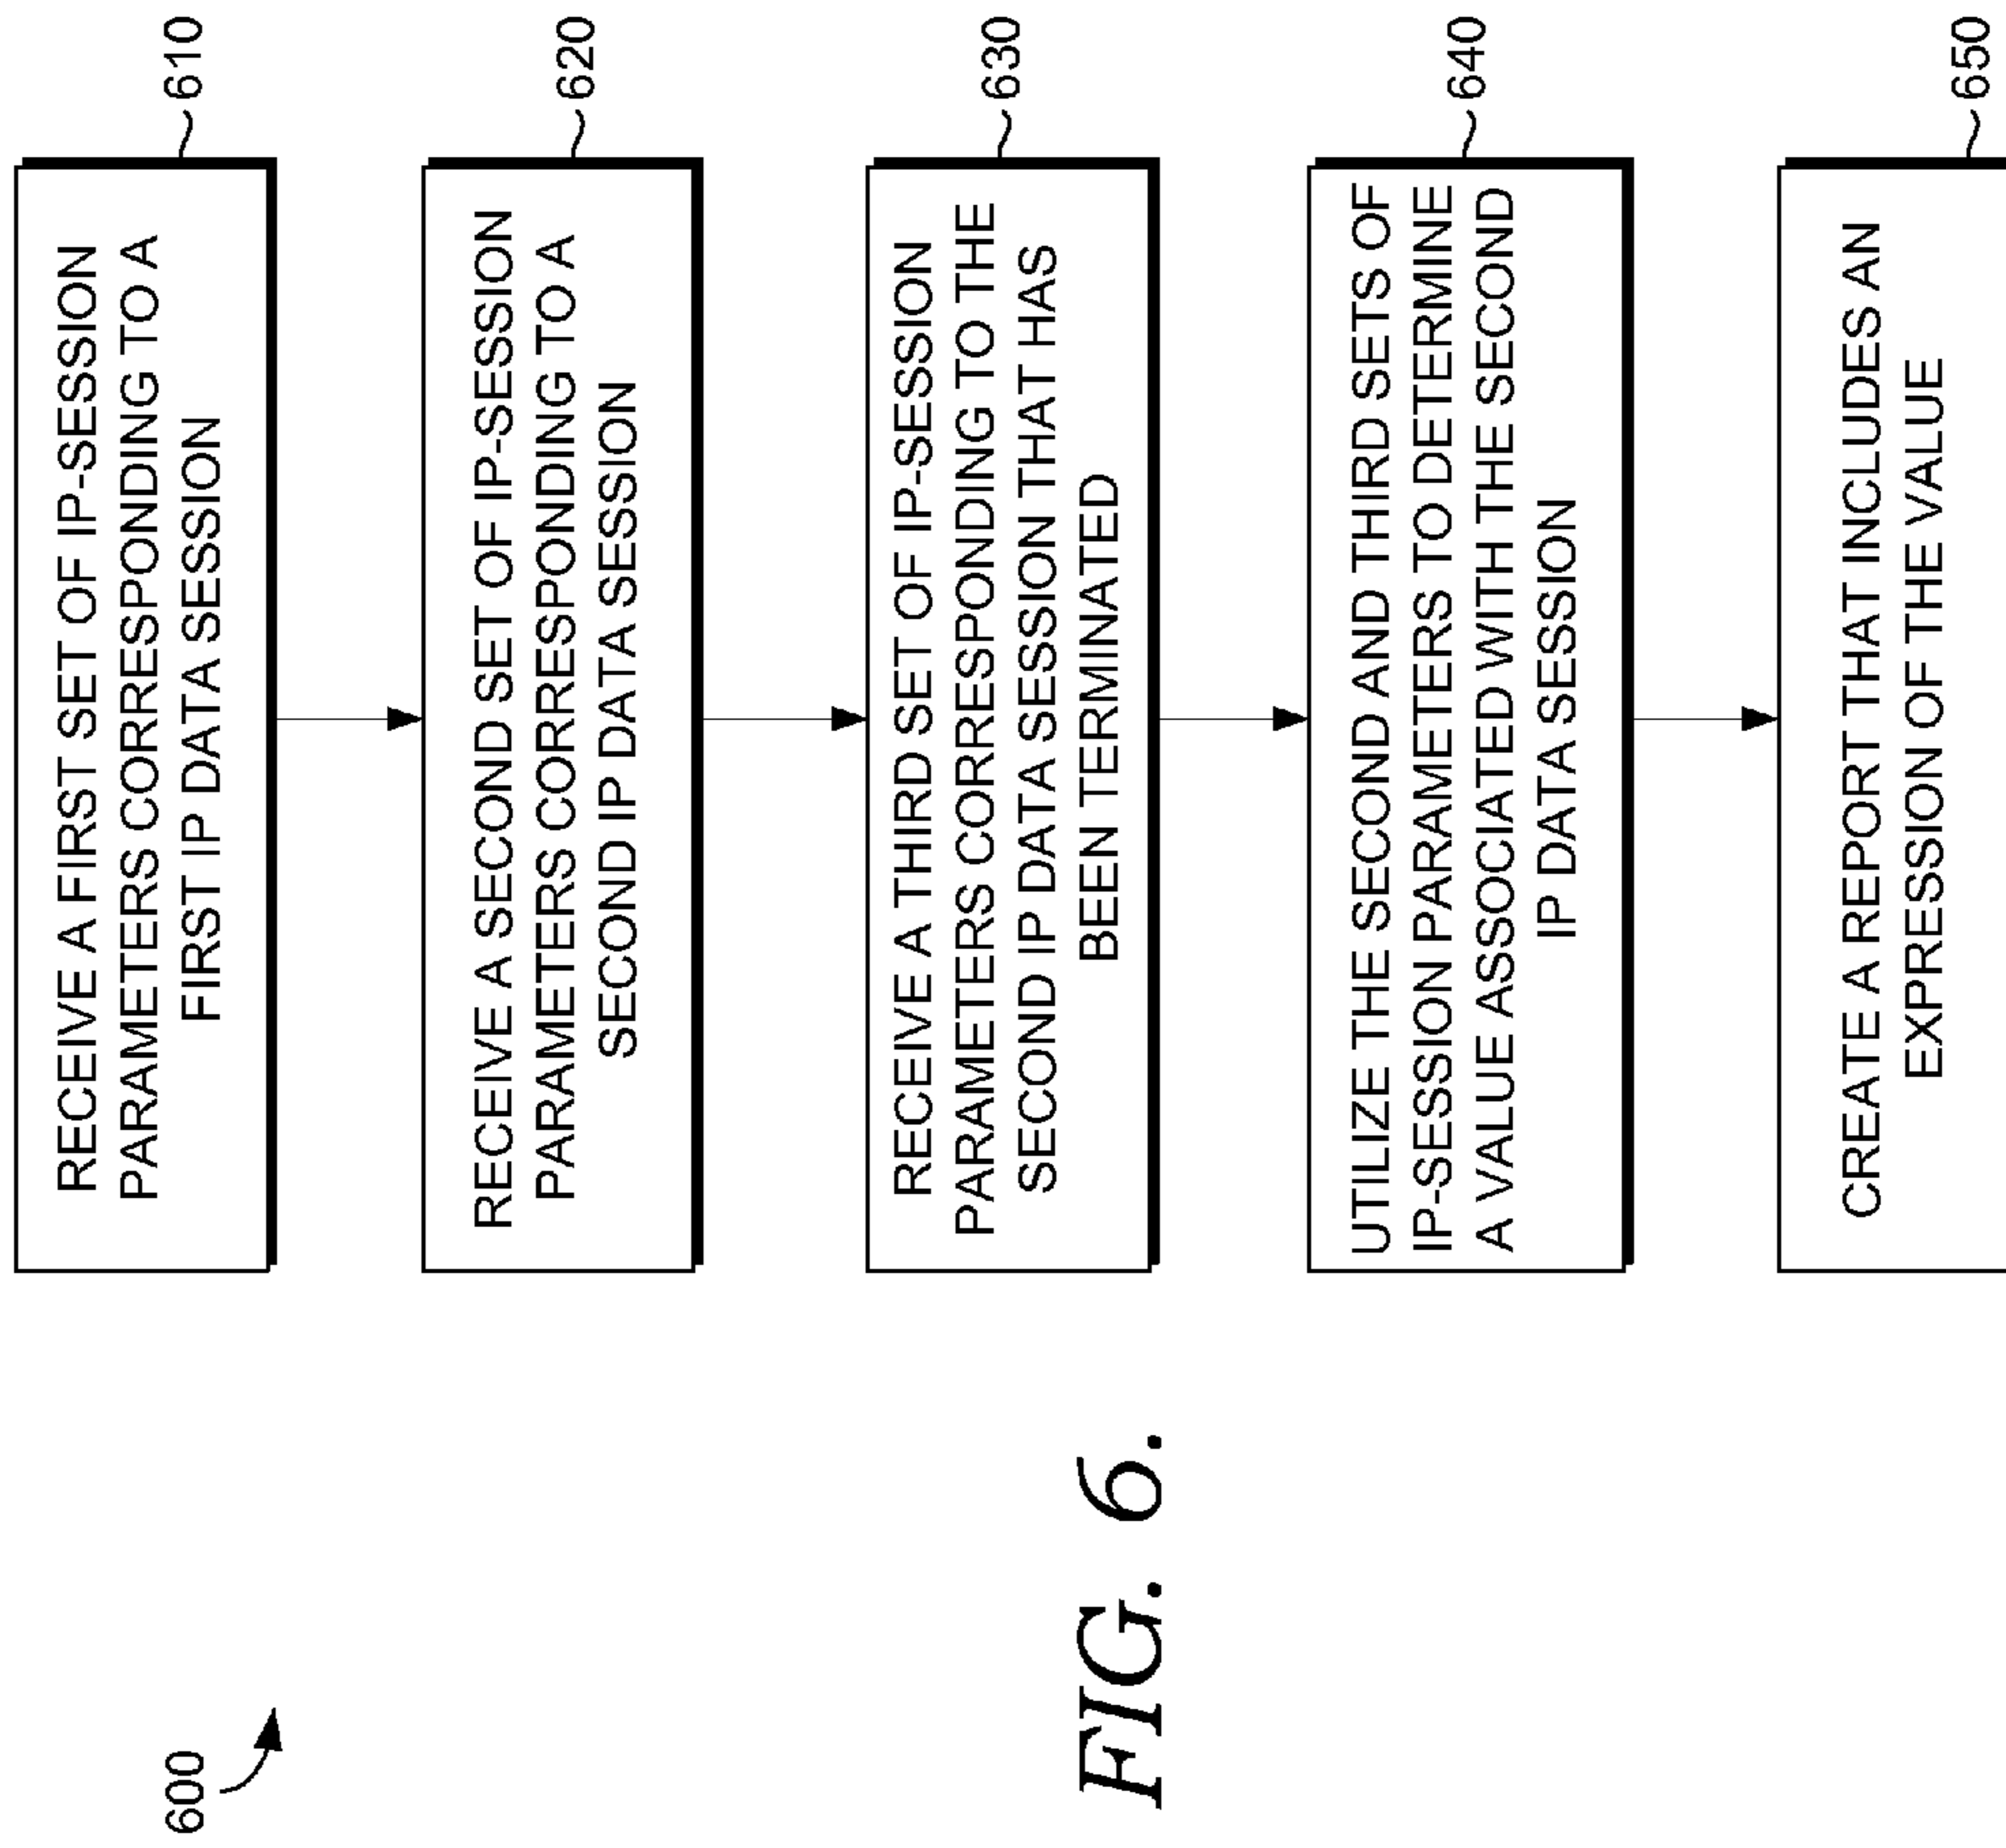 600
RECEIVE A FIRST SET OF IP-SESSION
PARAMETERS CORRESPONDING TO A
FIRST IP DATA SESSION
610
RECEIVE A SECOND SET OF IP-SESSION
PARAMETERS CORRESPONDING TO A
SECOND IP DATA SESSION
620
RECEIVE A THIRD SET OF IP-SESSION
PARAMETERS CORRESPONDING TO THE
SECOND IP DATA SESSION THAT HAS
BEEN TERMINATED
630
UTILIZE THE SECOND AND THIRD SETS OF
IP-SESSION PARAMETERS TO DETERMINE
A VALUE ASSOCIATED WITH THE SECOND
IP DATA SESSION
640
CREATE A REPORT THAT INCLUDES AN
EXPRESSION OF THE VALUE
650
FIG. 6.